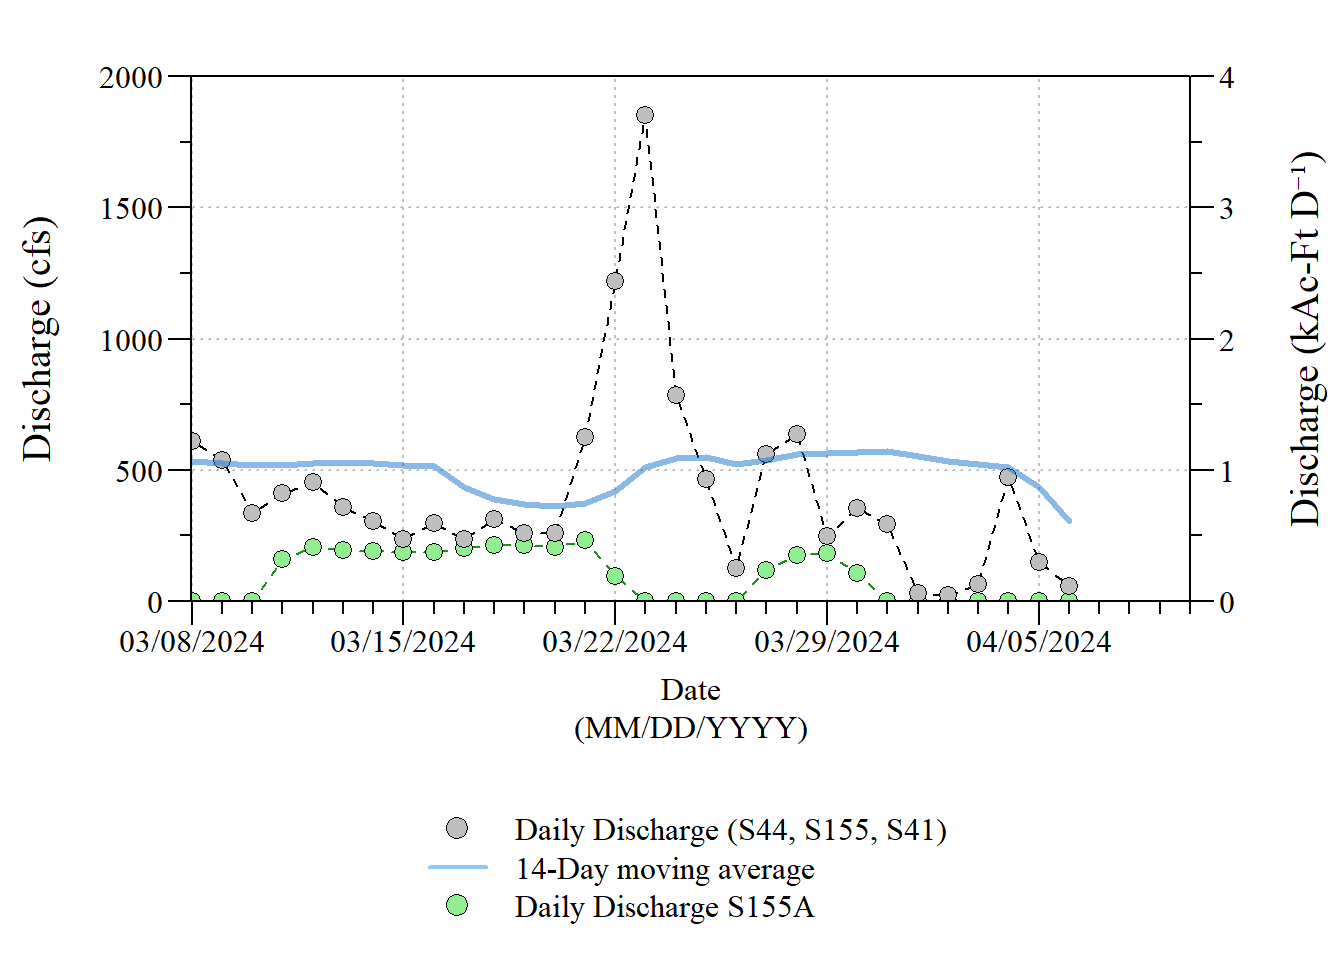 2000
1500
1000
500
0
Discharge (cfs)
4
3
2
1
0
Discharge (kAc-Ft D⁻¹)
03/08/2024 03/15/2024 03/22/2024 03/29/2024 04/05/2024
Date
(MM/DD/YYYY)
Daily Discharge (S44, S155, S41)
14-Day moving average
Daily Discharge S155A